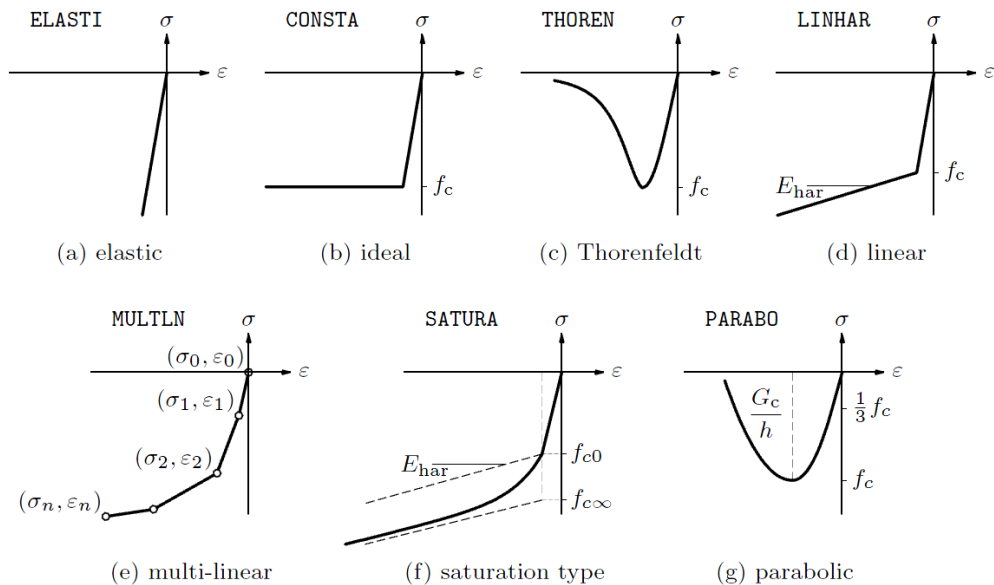 ELASTI σ CONSTA σ THOREN σ LINHAR σ
ε ε ε ε
f_c f_c f_c
E_har
(a) elastic (b) ideal (c) Thorenfeldt (d) linear
MULTLN σ SATURA σ PARABO σ
(σ_0, ε_0) ε ε ε
(σ_1, ε_1) G_c/h 1/3 f_c
(σ_2, ε_2) E_har f_c0 f_c
(σ_n, ε_n) f_c∞
(e) multi-linear (f) saturation type (g) parabolic